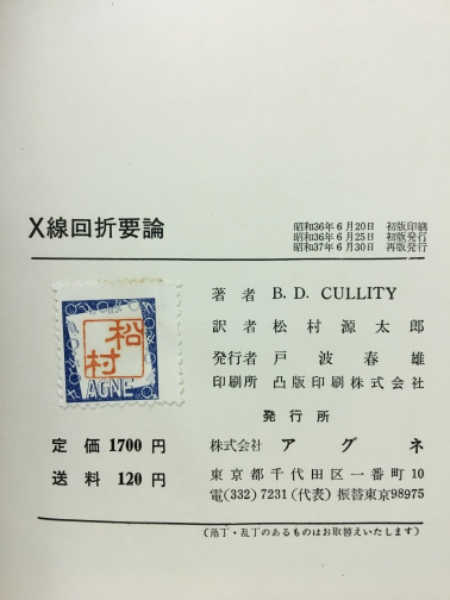 X線回折要論
昭和36年6月20日 初版印刷
昭和36年6月25日 初版発行
昭和37年6月30日 再版発行
著者 B. D. CULLITY
訳者 松村源太郎
発行者 戸波春雄
印刷所 凸版印刷株式会社
発行所
株式会社 アグネ
東京都千代田区一番町10
電(332)7231(代表) 振替東京98975
松村
AGNE
定価 1700 円
送料 120 円
(落丁・乱丁のあるものはお取替えいたします)